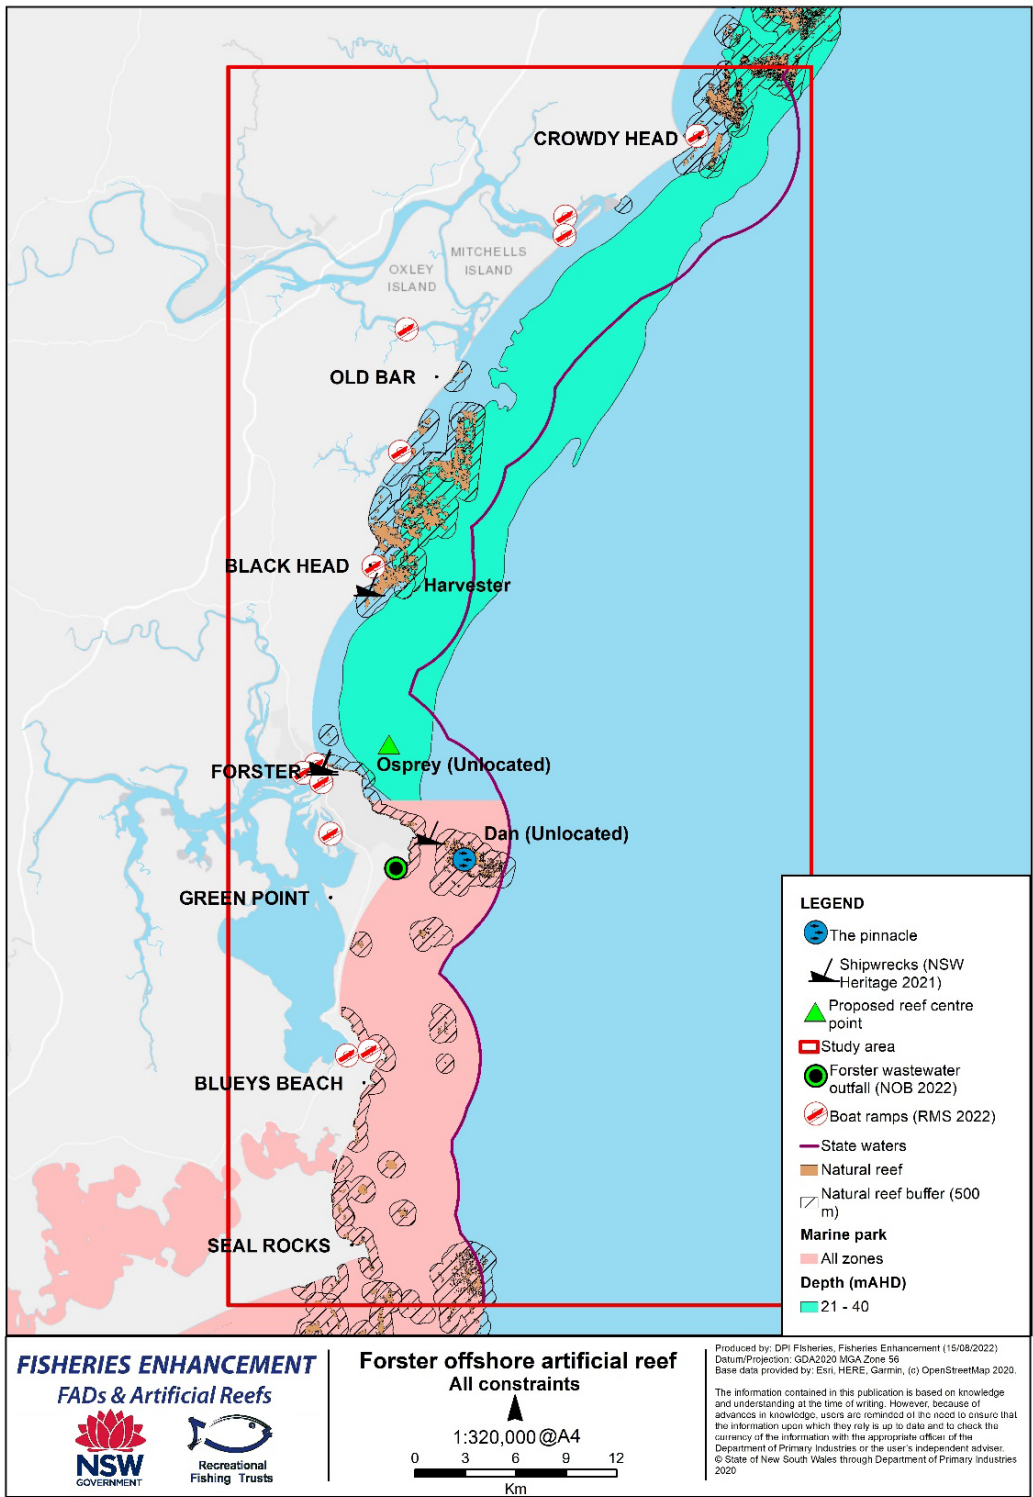 CROWDY HEAD
MITCHELLS
ISLAND
OXLEY
ISLAND
OLD BAR
BLACK HEAD
Harvester
FORSTER
Osprey (Unlocated)
Dan (Unlocated)
GREEN POINT
BLUEYS BEACH
SEAL ROCKS
LEGEND
The pinnacle
Shipwrecks (NSW
Heritage 2021)
Proposed reef centre
point
Study area
Forster wastewater
outfall (NOB 2022)
Boat ramps (RMS 2022)
State waters
Natural reef
Natural reef buffer (500
m)
Marine park
All zones
Depth (mAHD)
21 - 40
FISHERIES ENHANCEMENT
FADs & Artificial Reefs
NSW
GOVERNMENT
Recreational
Fishing Trusts
Forster offshore artificial reef
All constraints
1:320,000 @A4
0 3 6 9 12
Km
Produced by: DPI FIsheries, Fisheries Enhancement (15/08/2022)
Datum/Projection: GDA2020 MGA Zone 56
Base data provided by: Esri, HERE, Garmin, (c) OpenStreetMap 2020.
The information contained in this publication is based on knowledge
and understanding at the time of writing. However, because of
advances in knowledge, users are reminded of the need to ensure that
the information upon which they rely is up to date and to check the
currency of the information with the appropriate officer of the
Department of Primary Industries or the user's independent adviser.
© State of New South Wales through Department of Primary Industries
2020